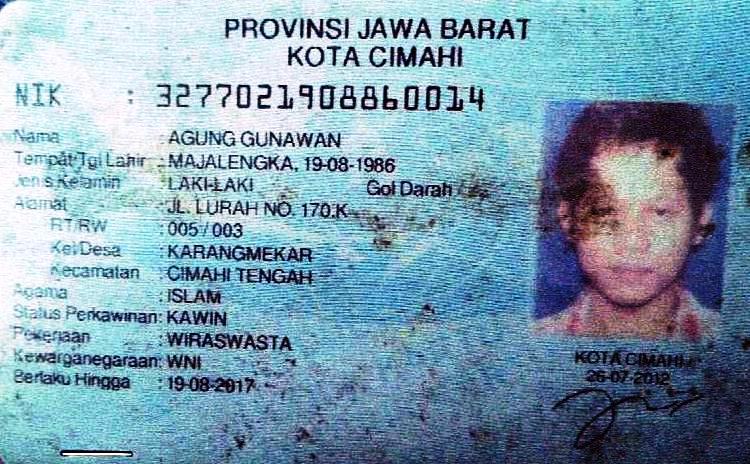 PROVINSI JAWA BARAT
KOTA CIMAHI
NIK : 3277021908860014
Nama : AGUNG GUNAWAN
Tempat/Tgl Lahir : MAJALENGKA, 19-08-1986
Jenis Kelamin : LAKI-LAKI Gol Darah :
Alamat : JL. LURAH NO. 170.K
RT/RW : 005 / 003
Kel/Desa : KARANGMEKAR
Kecamatan : CIMAHI TENGAH
Agama : ISLAM
Status Perkawinan: KAWIN
Pekerjaan : WIRASWASTA
Kewarganegaraan: WNI
Berlaku Hingga : 19-08-2017
KOTA CIMAHI
26-07-2012